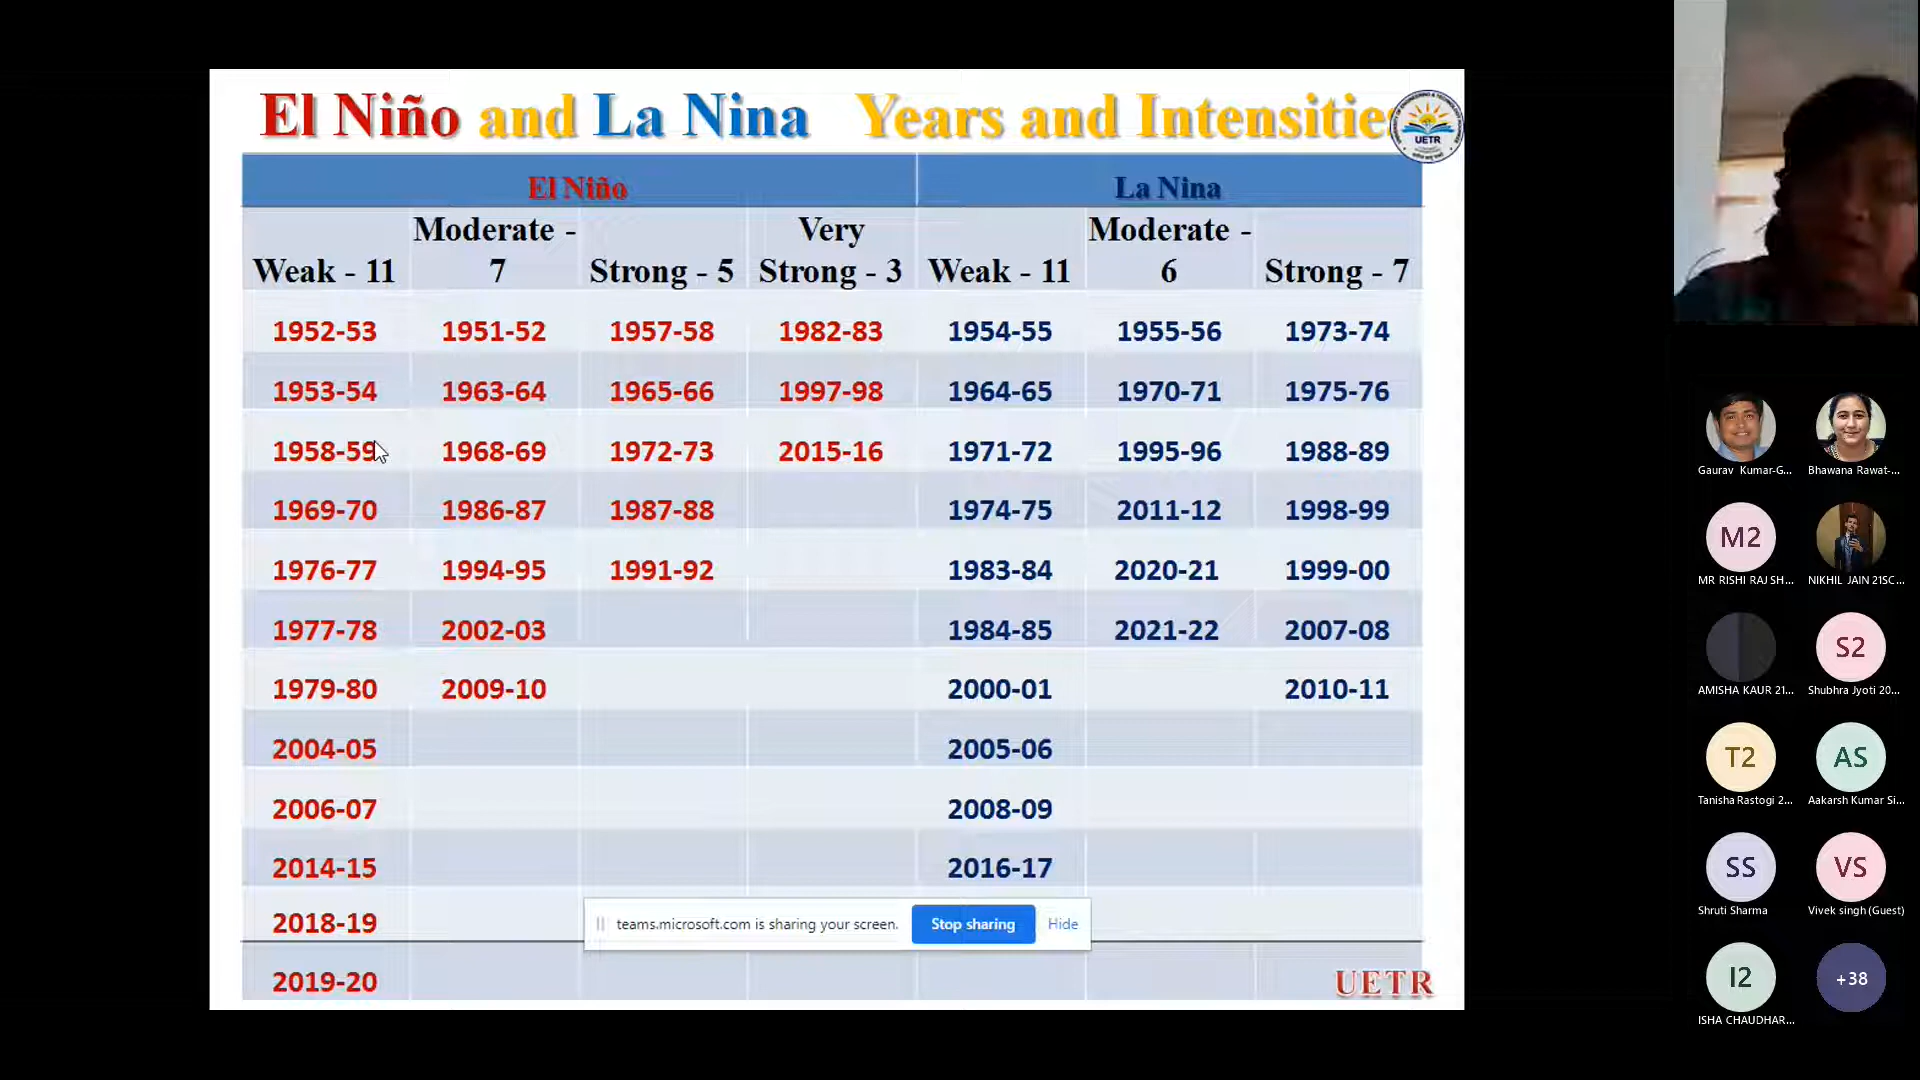 El Niño and La Nina Years and Intensities
UETR
El Niño La Nina
Weak - 11 Moderate - 7 Strong - 5 Very Strong - 3 Weak - 11 Moderate - 6 Strong - 7
1952-53 1951-52 1957-58 1982-83 1954-55 1955-56 1973-74
1953-54 1963-64 1965-66 1997-98 1964-65 1970-71 1975-76
1958-59 1968-69 1972-73 2015-16 1971-72 1995-96 1988-89
1969-70 1986-87 1987-88 1974-75 2011-12 1998-99
1976-77 1994-95 1991-92 1983-84 2020-21 1999-00
1977-78 2002-03 1984-85 2021-22 2007-08
1979-80 2009-10 2000-01 2010-11
2004-05 2005-06
2006-07 2008-09
2014-15 2016-17
2018-19
2019-20
teams.microsoft.com is sharing your screen. Stop sharing Hide
UETR
Gaurav Kumar-G... Bhawana Rawat-...
M2
MR RISHI RAJ SH... NIKHIL JAIN 21SC...
S2
AMISHA KAUR 21... Shubhra Jyoti 20...
T2 AS
Tanisha Rastogi 2... Aakarsh Kumar Si...
SS VS
Shruti Sharma Vivek singh (Guest)
I2 +38
ISHA CHAUDHAR...